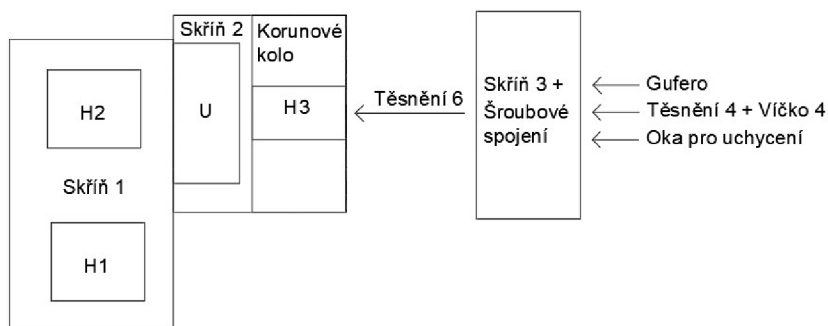 Skříň 2
Korunové
kolo
H2
U
H3
Skříň 1
H1
Těsnění 6
Skříň 3 +
Šroubové
spojení
Gufero
Těsnění 4 + Víčko 4
Oka pro uchycení